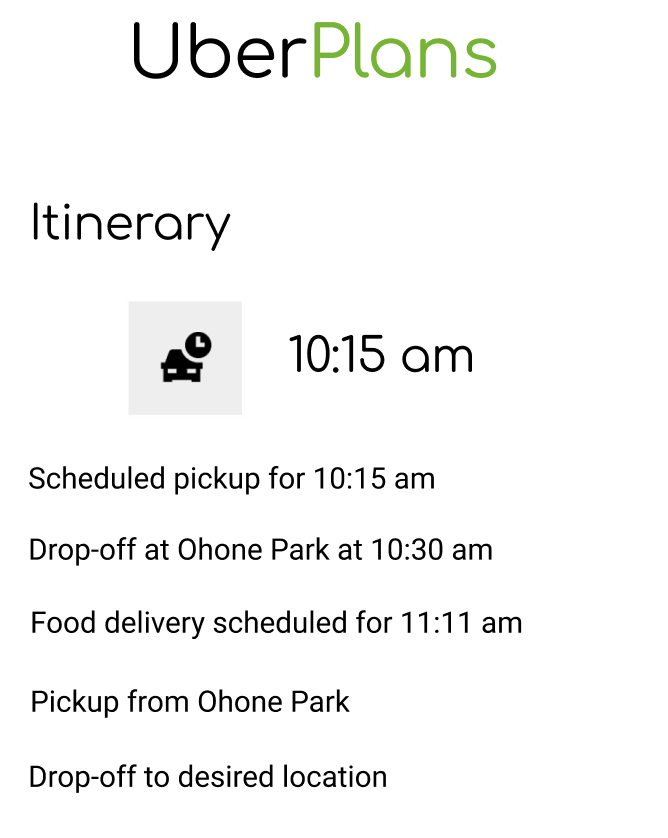 UberPlans
Itinerary
10:15 am
Scheduled pickup for 10:15 am
Drop-off at Ohone Park at 10:30 am
Food delivery scheduled for 11:11 am
Pickup from Ohone Park
Drop-off to desired location